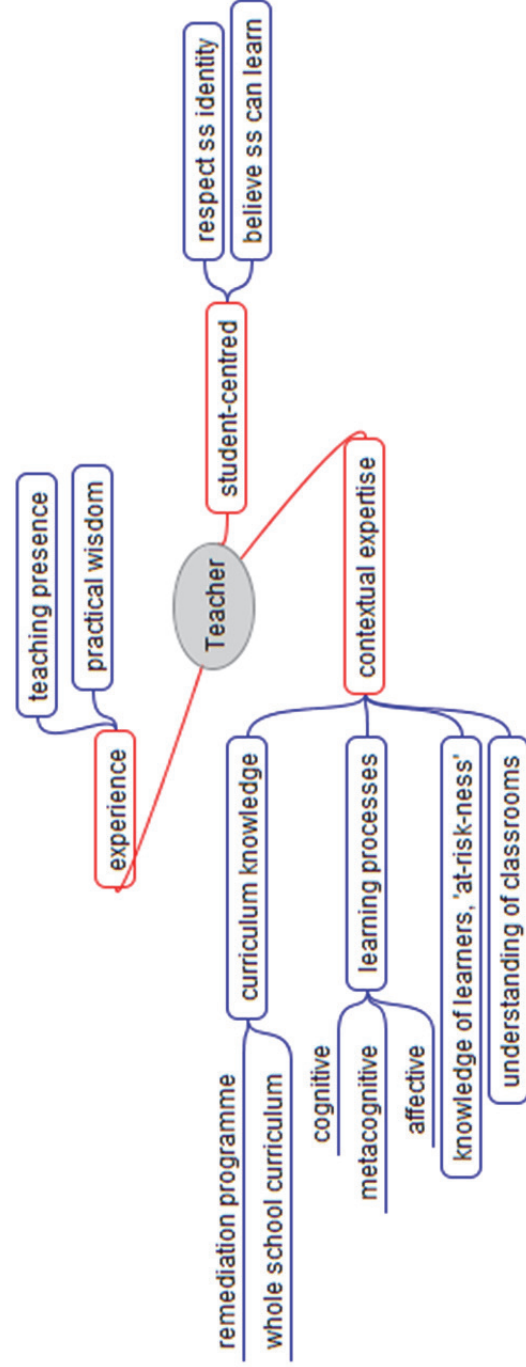 teaching presence
practical wisdom
experience
Teacher
student-centred
respect ss identity
believe ss can learn
contextual expertise
curriculum knowledge
remediation programme
whole school curriculum
learning processes
cognitive
metacognitive
affective
knowledge of learners, 'at-risk-ness'
understanding of classrooms